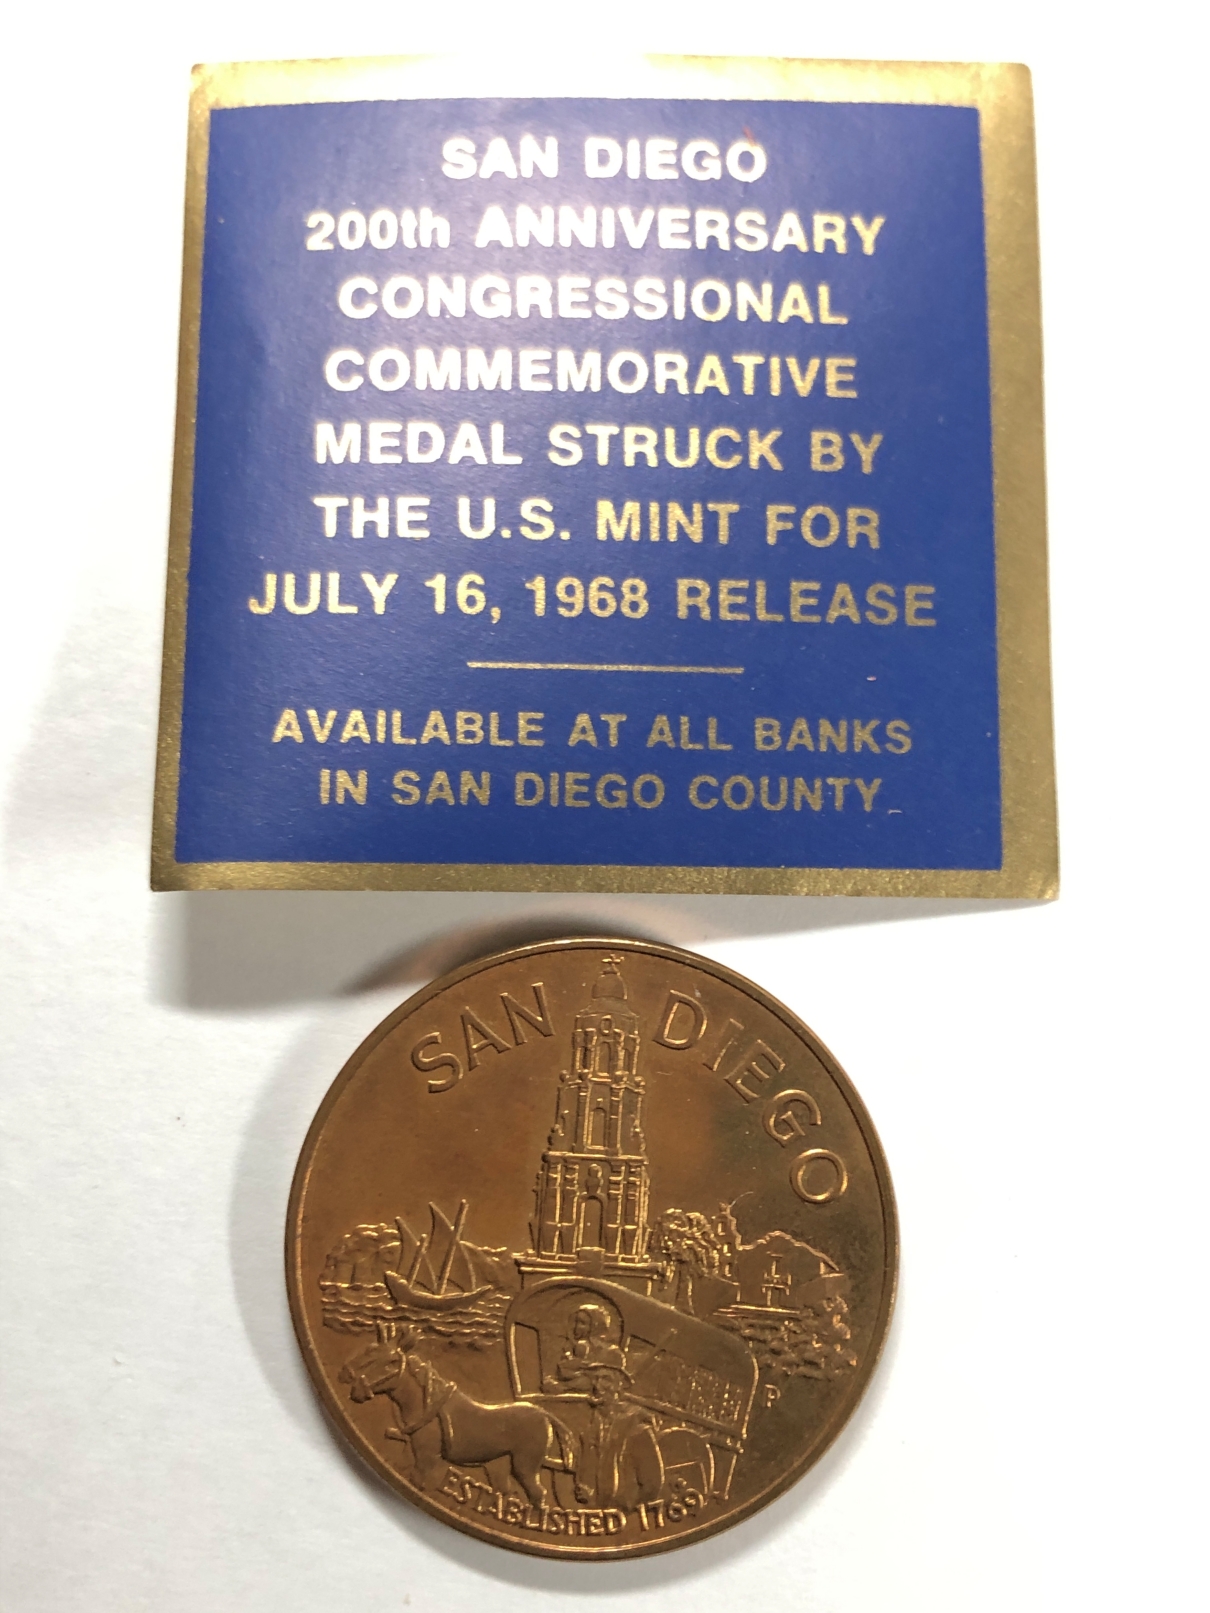 SAN DIEGO
200th ANNIVERSARY
CONGRESSIONAL
COMMEMORATIVE
MEDAL STRUCK BY
THE U.S. MINT FOR
JULY 16, 1968 RELEASE
AVAILABLE AT ALL BANKS
IN SAN DIEGO COUNTY
SAN DIEGO
P
ESTABLISHED 1769